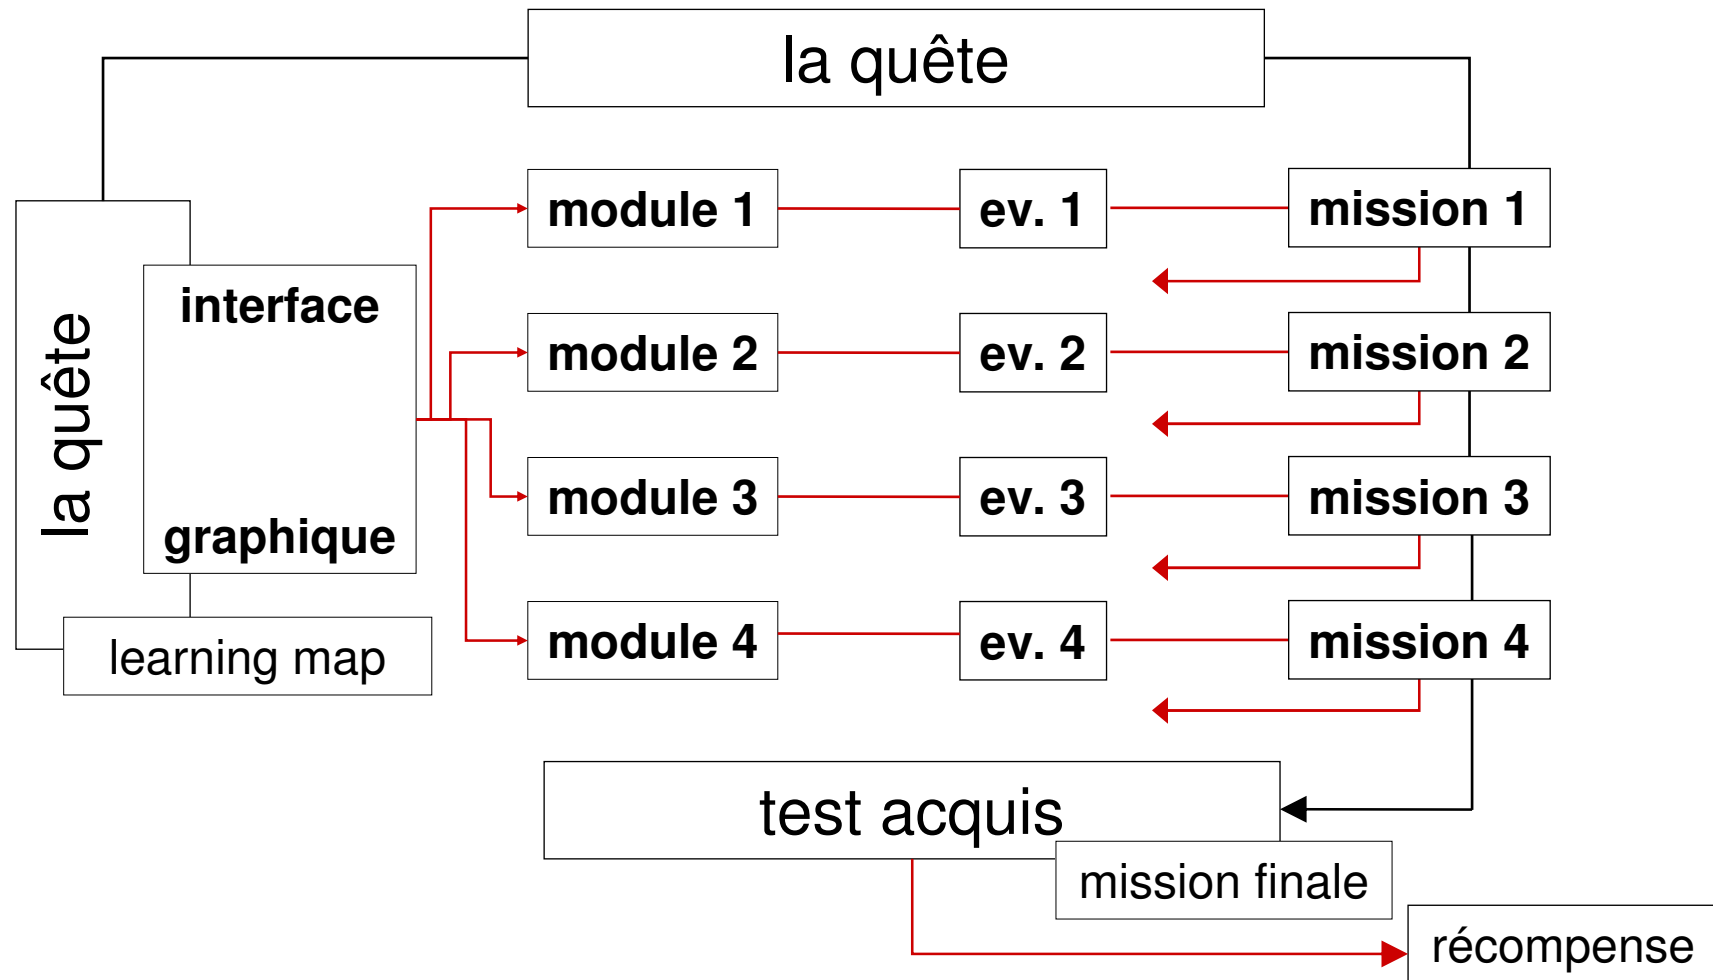 la quête
module 1
ev. 1
mission 1
la quête
interface
graphique
learning map
module 2
ev. 2
mission 2
module 3
ev. 3
mission 3
module 4
ev. 4
mission 4
test acquis
mission finale
récompense